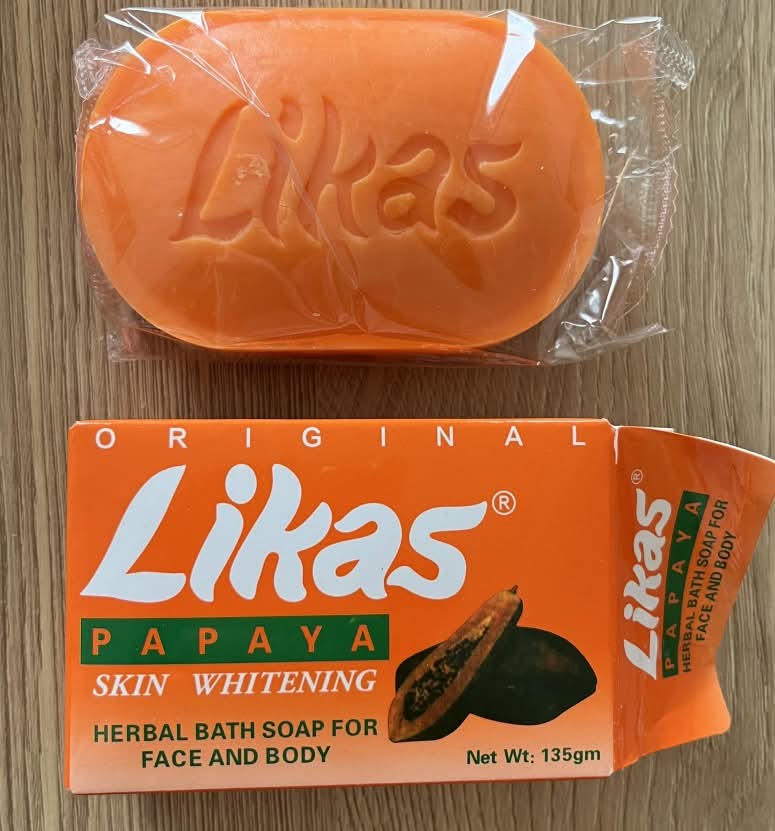 Likas
ORIGINAL
Likas®
PAPAYA
SKIN WHITENING
HERBAL BATH SOAP FOR
FACE AND BODY
Net Wt: 135gm
Likas®
PAPAYA
HERBAL BATH SOAP FOR
FACE AND BODY